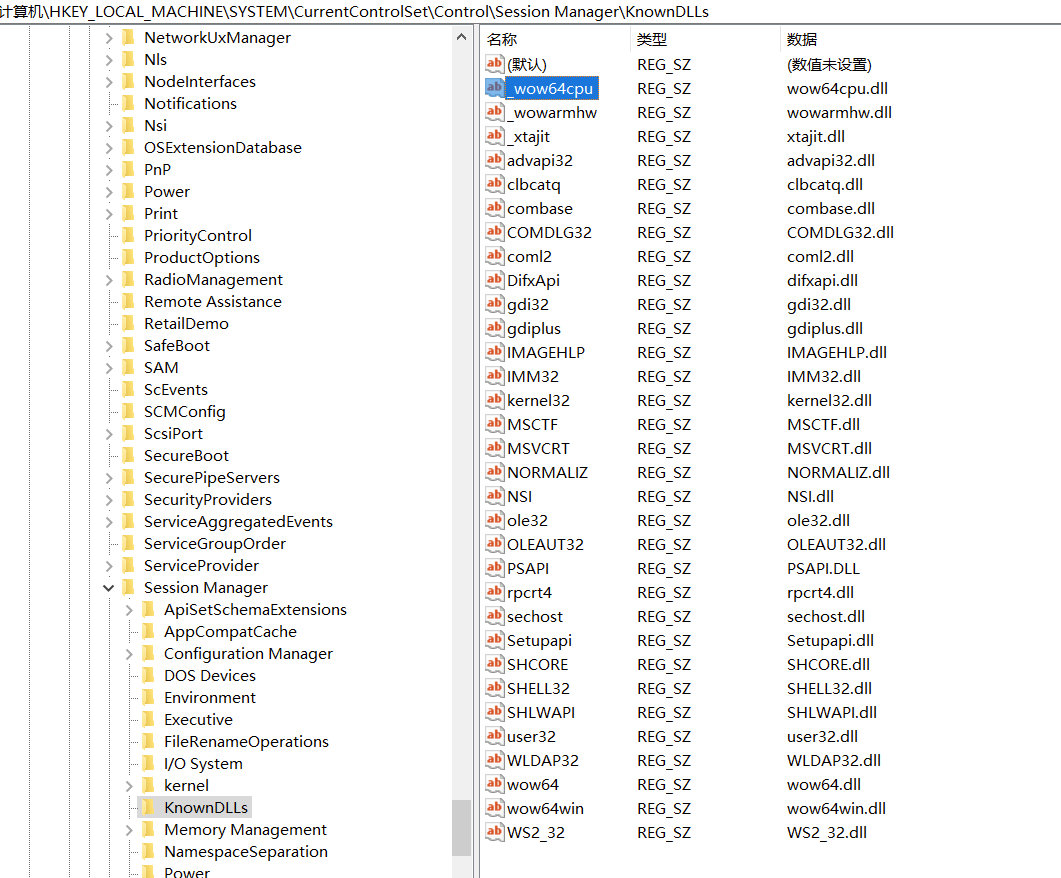 计算机\HKEY_LOCAL_MACHINE\SYSTEM\CurrentControlSet\Control\Session Manager\KnownDLLs
NetworkUxManager
Nls
NodeInterfaces
Notifications
Nsi
OSExtensionDatabase
PnP
Power
Print
PriorityControl
ProductOptions
RadioManagement
Remote Assistance
RetailDemo
SafeBoot
SAM
ScEvents
SCMConfig
ScsiPort
SecureBoot
SecurePipeServers
SecurityProviders
ServiceAggregatedEvents
ServiceGroupOrder
ServiceProvider
Session Manager
ApiSetSchemaExtensions
AppCompatCache
Configuration Manager
DOS Devices
Environment
Executive
FileRenameOperations
I/O System
kernel
KnownDLLs
Memory Management
NamespaceSeparation
Power
名称 类型 数据
(默认) REG_SZ (数值未设置)
_wow64cpu REG_SZ wow64cpu.dll
_wowarmhw REG_SZ wowarmhw.dll
_xtajit REG_SZ xtajit.dll
advapi32 REG_SZ advapi32.dll
clbcatq REG_SZ clbcatq.dll
combase REG_SZ combase.dll
COMDLG32 REG_SZ COMDLG32.dll
coml2 REG_SZ coml2.dll
DifxApi REG_SZ difxapi.dll
gdi32 REG_SZ gdi32.dll
gdiplus REG_SZ gdiplus.dll
IMAGEHLP REG_SZ IMAGEHLP.dll
IMM32 REG_SZ IMM32.dll
kernel32 REG_SZ kernel32.dll
MSCTF REG_SZ MSCTF.dll
MSVCRT REG_SZ MSVCRT.dll
NORMALIZ REG_SZ NORMALIZ.dll
NSI REG_SZ NSI.dll
ole32 REG_SZ ole32.dll
OLEAUT32 REG_SZ OLEAUT32.dll
PSAPI REG_SZ PSAPI.DLL
rpcrt4 REG_SZ rpcrt4.dll
sechost REG_SZ sechost.dll
Setupapi REG_SZ Setupapi.dll
SHCORE REG_SZ SHCORE.dll
SHELL32 REG_SZ SHELL32.dll
SHLWAPI REG_SZ SHLWAPI.dll
user32 REG_SZ user32.dll
WLDAP32 REG_SZ WLDAP32.dll
wow64 REG_SZ wow64.dll
wow64win REG_SZ wow64win.dll
WS2_32 REG_SZ WS2_32.dll